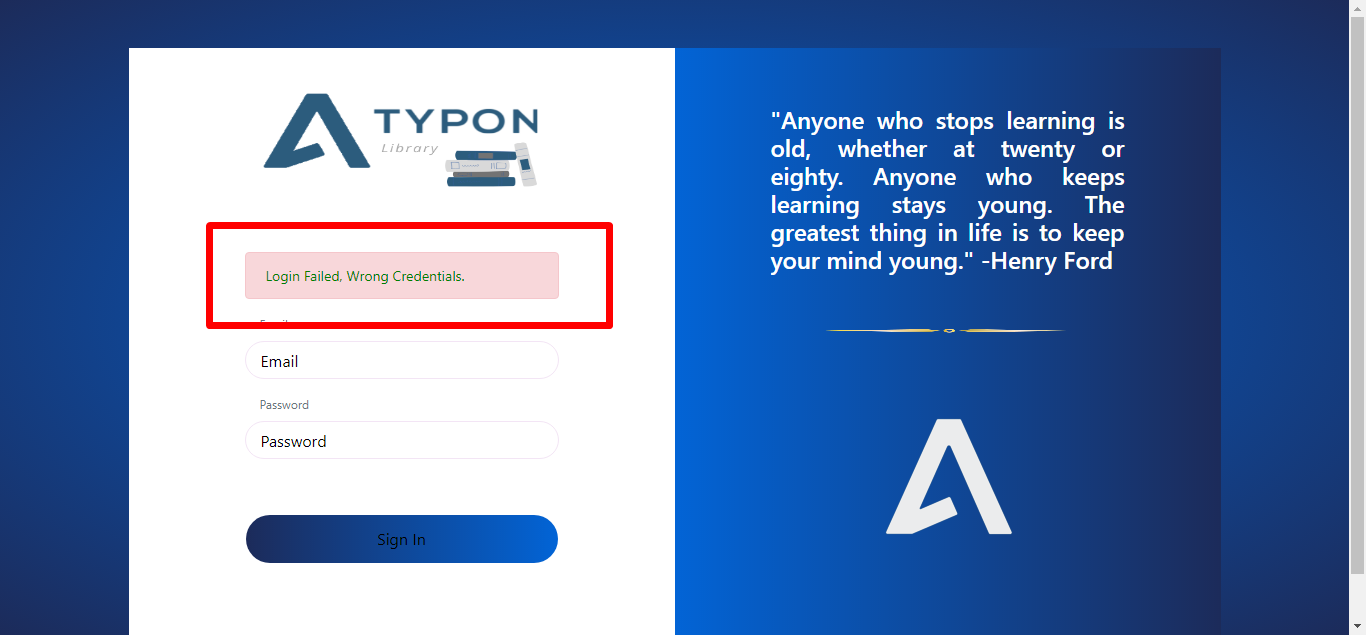 TYPON
Library
Login Failed, Wrong Credentials.
Email
Email
Password
Password
Sign In
"Anyone who stops learning is
old, whether at twenty or
eighty. Anyone who keeps
learning stays young. The
greatest thing in life is to keep
your mind young." -Henry Ford